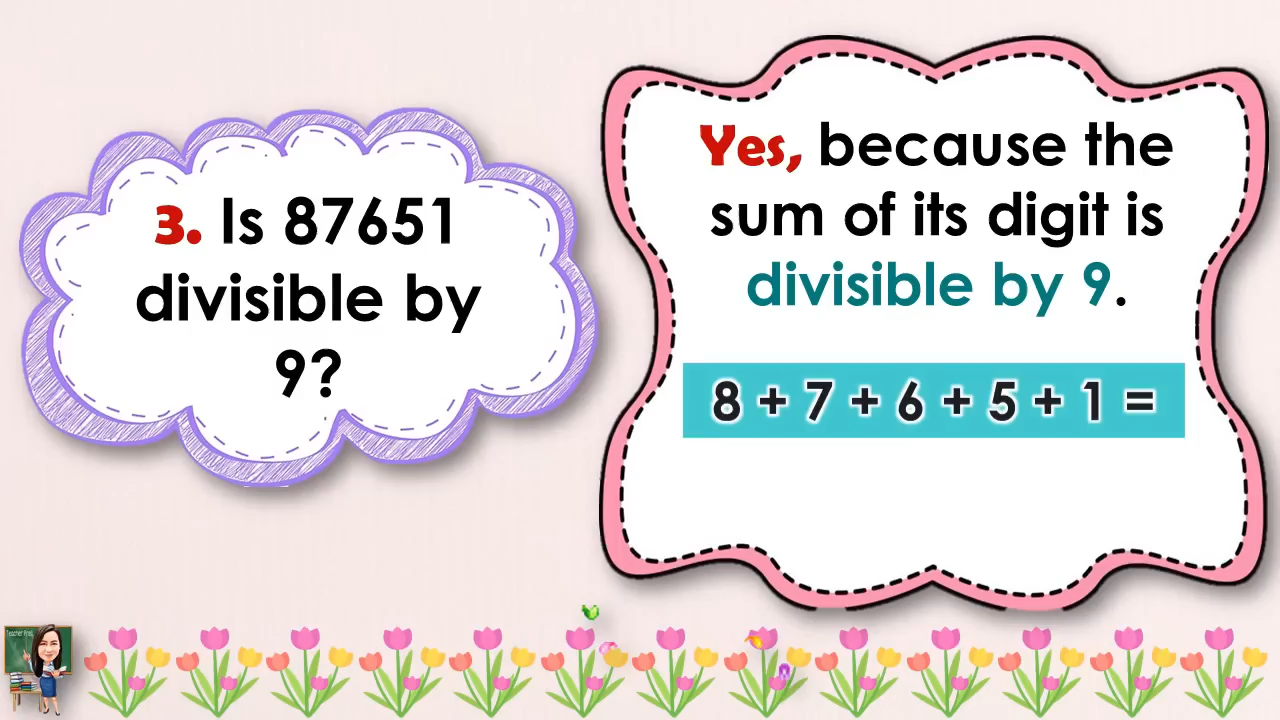 3. Is 87651
divisible by
9?
Yes, because the
sum of its digit is
divisible by 9.
8 + 7 + 6 + 5 + 1 =